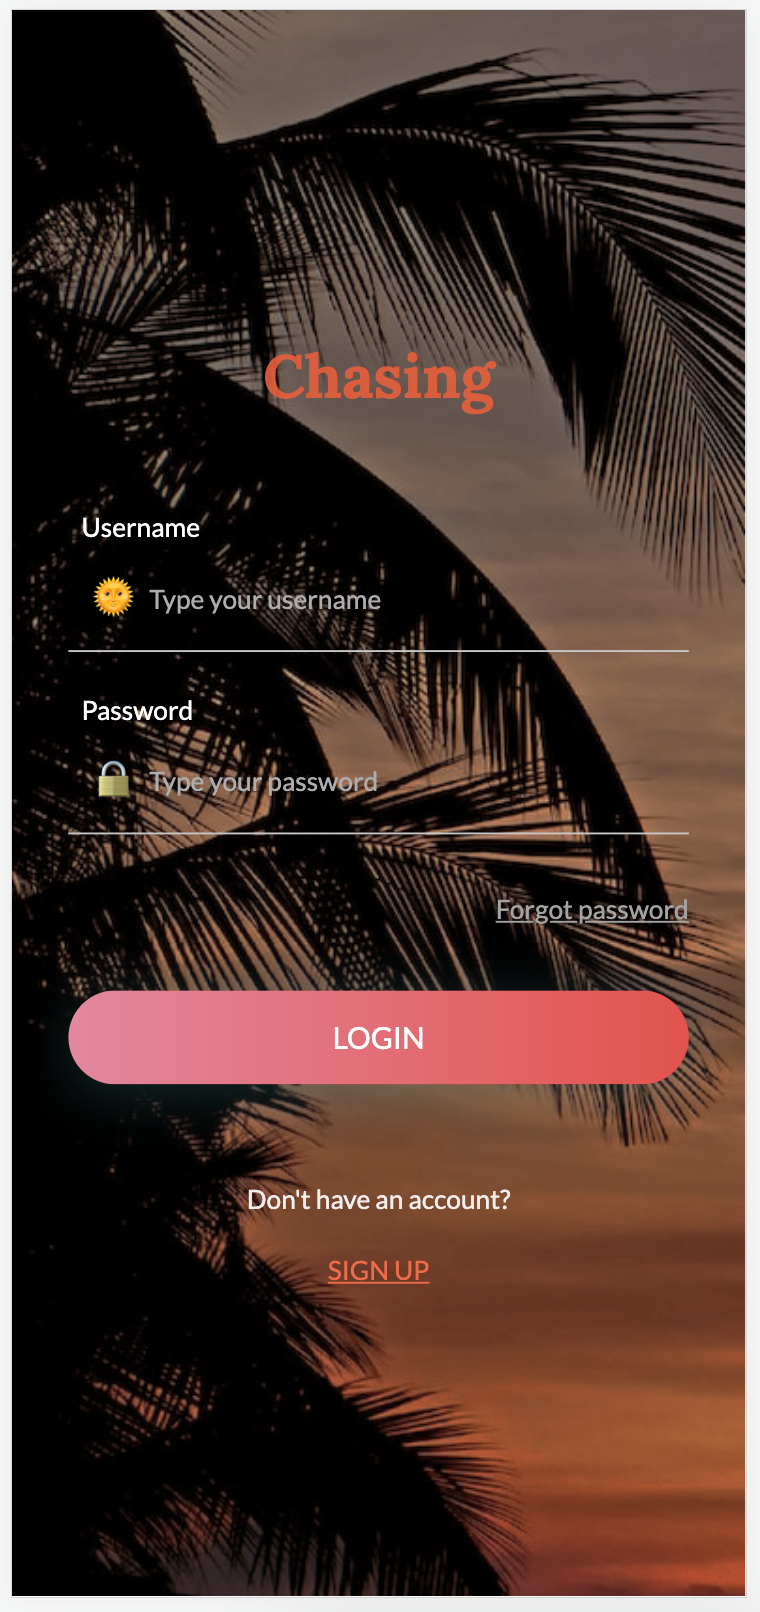 Chasing
Username
Type your username
Password
Type your password
Forgot password
LOGIN
Don't have an account?
SIGN UP